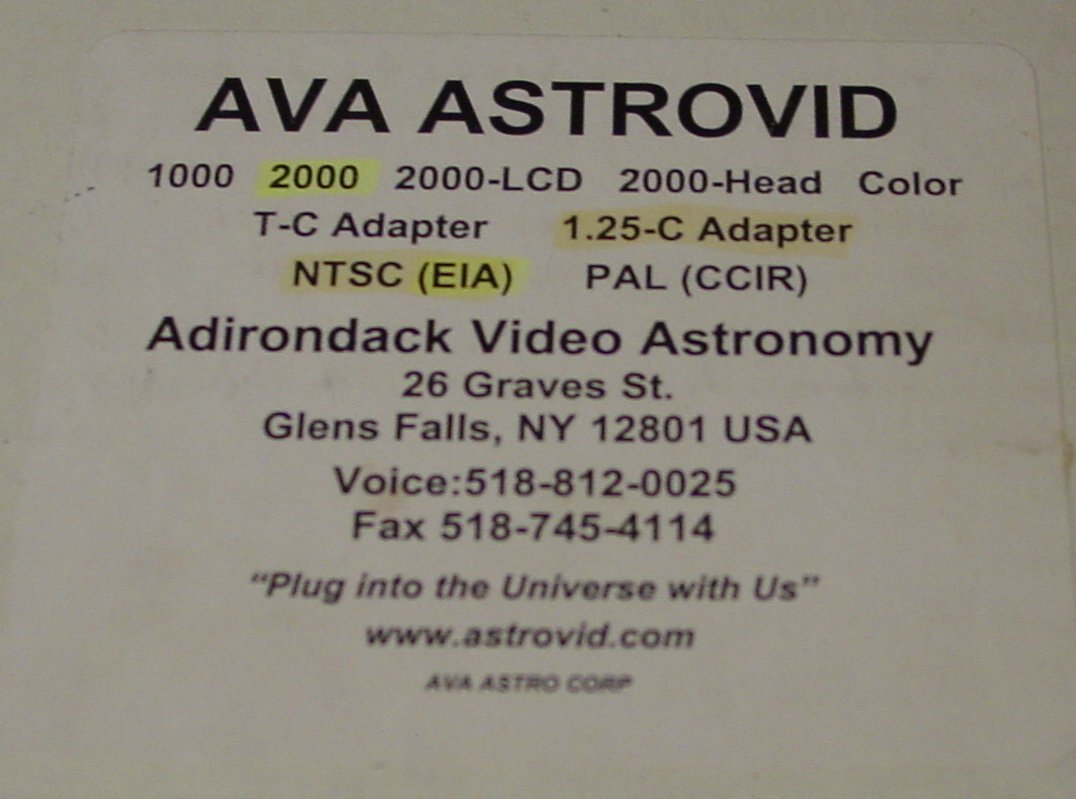 AVA ASTROVID
1000 2000 2000-LCD 2000-Head Color
T-C Adapter 1.25-C Adapter
NTSC (EIA) PAL (CCIR)
Adirondack Video Astronomy
26 Graves St.
Glens Falls, NY 12801 USA
Voice:518-812-0025
Fax 518-745-4114
"Plug into the Universe with Us"
www.astrovid.com
AVA ASTRO CORP